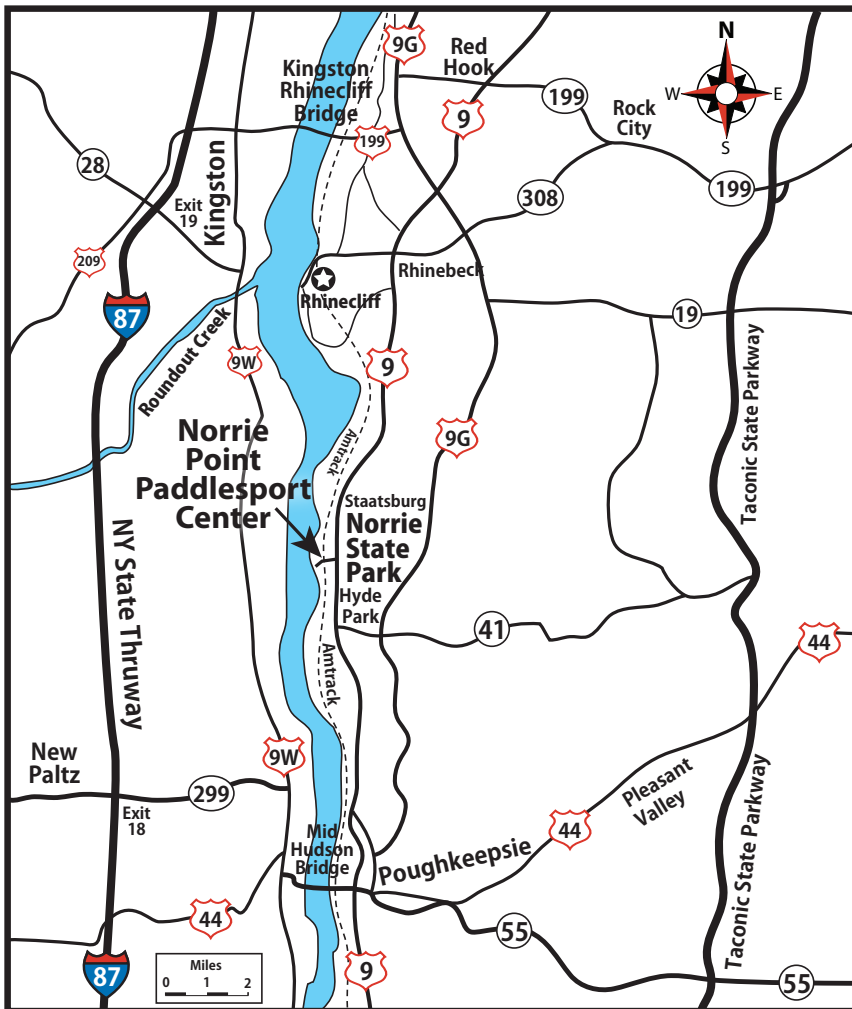 9G
Red
Hook
N
W
E
S
Kingston
Rhinecliff
Bridge
199
9
Rock
City
199
28
199
308
Exit
19
Kingston
209
Rhinebeck
Rhinecliff
87
19
Roundout Creek
9W
9
9G
Taconic State Parkway
Norrie
Point
Paddlesport
Center
Amtrack
Staatsburg
Norrie
State
Park
Hyde
Park
41
44
NY State Thruway
Amtrack
New
Paltz
9W
299
Exit
18
Mid
Hudson
Bridge
Poughkeepsie
44
Pleasant
Valley
Taconic State Parkway
44
55
87
Miles
0 1 2
9
55